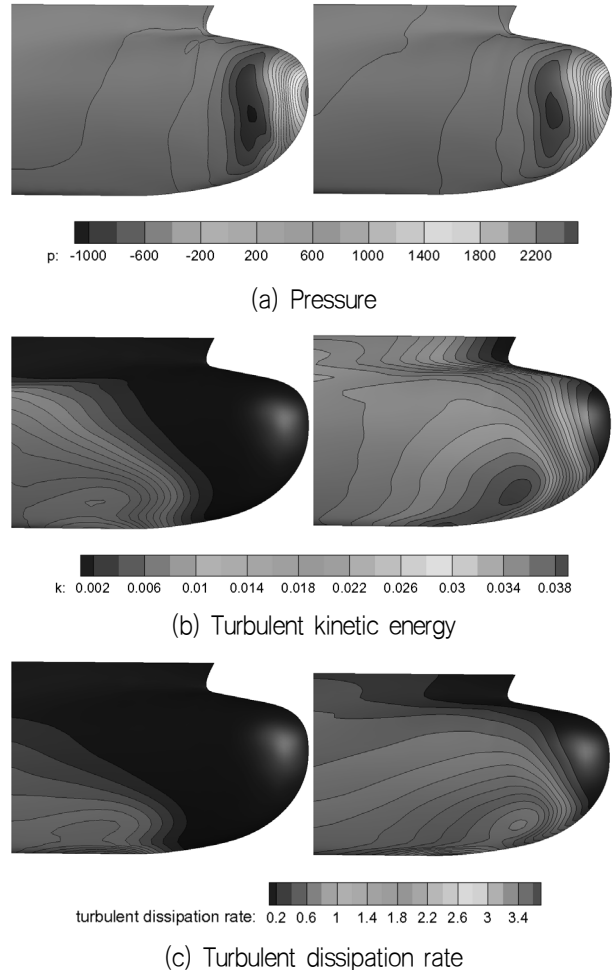 p: -1000 -600 -200 200 600 1000 1400 1800 2200
(a) Pressure
k: 0.002 0.006 0.01 0.014 0.018 0.022 0.026 0.03 0.034 0.038
(b) Turbulent kinetic energy
turbulent dissipation rate: 0.2 0.6 1 1.4 1.8 2.2 2.6 3 3.4
(c) Turbulent dissipation rate